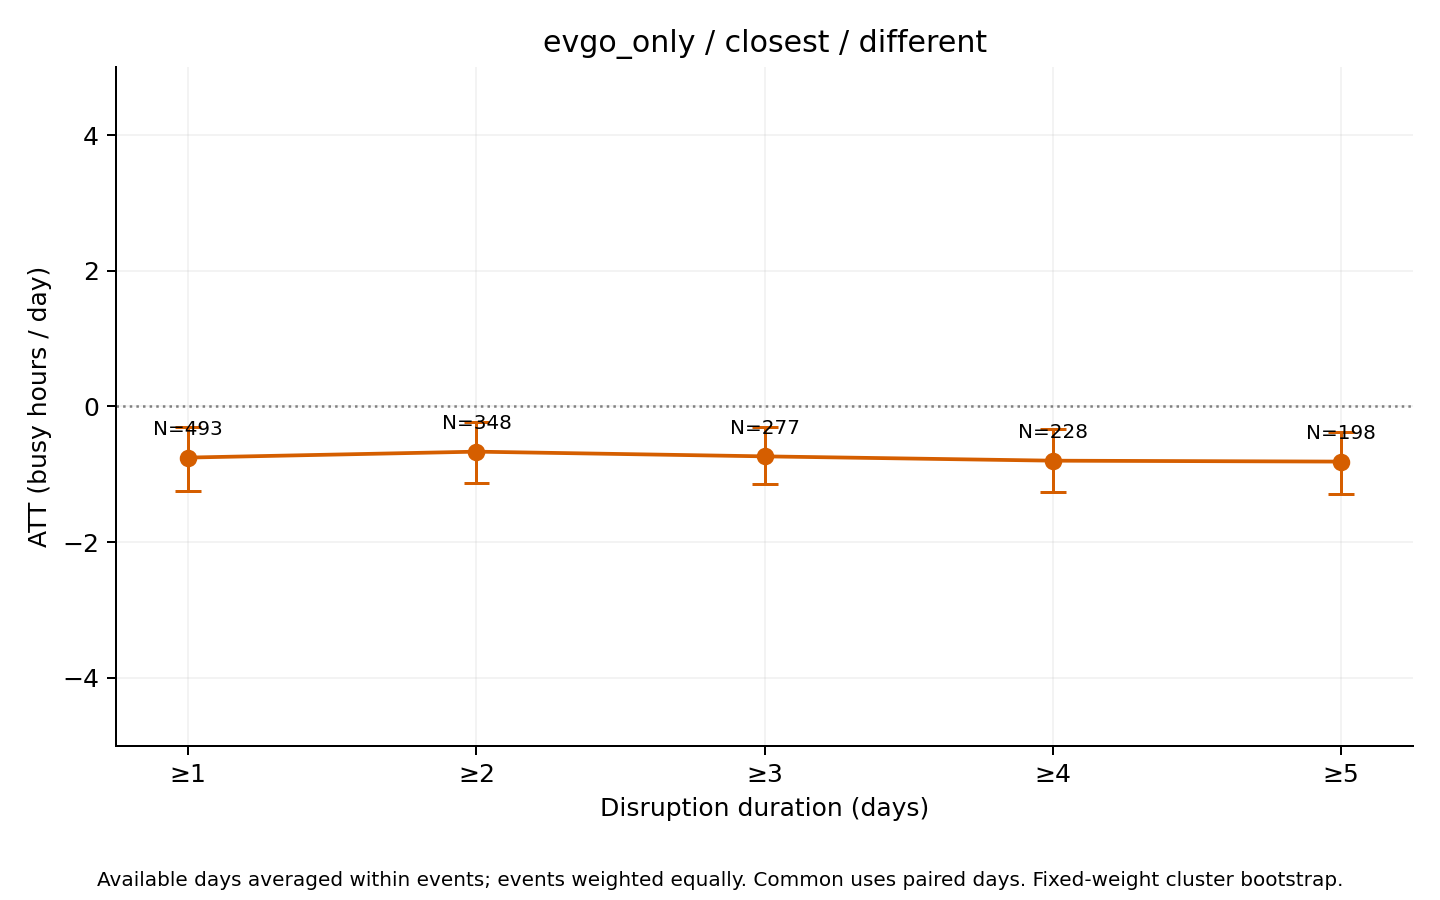 evgo_only / closest / different
ATT (busy hours / day)
4
2
0
−2
−4
N=493
N=348
N=277
N=228
N=198
≥1
≥2
≥3
≥4
≥5
Disruption duration (days)
Available days averaged within events; events weighted equally. Common uses paired days. Fixed-weight cluster bootstrap.